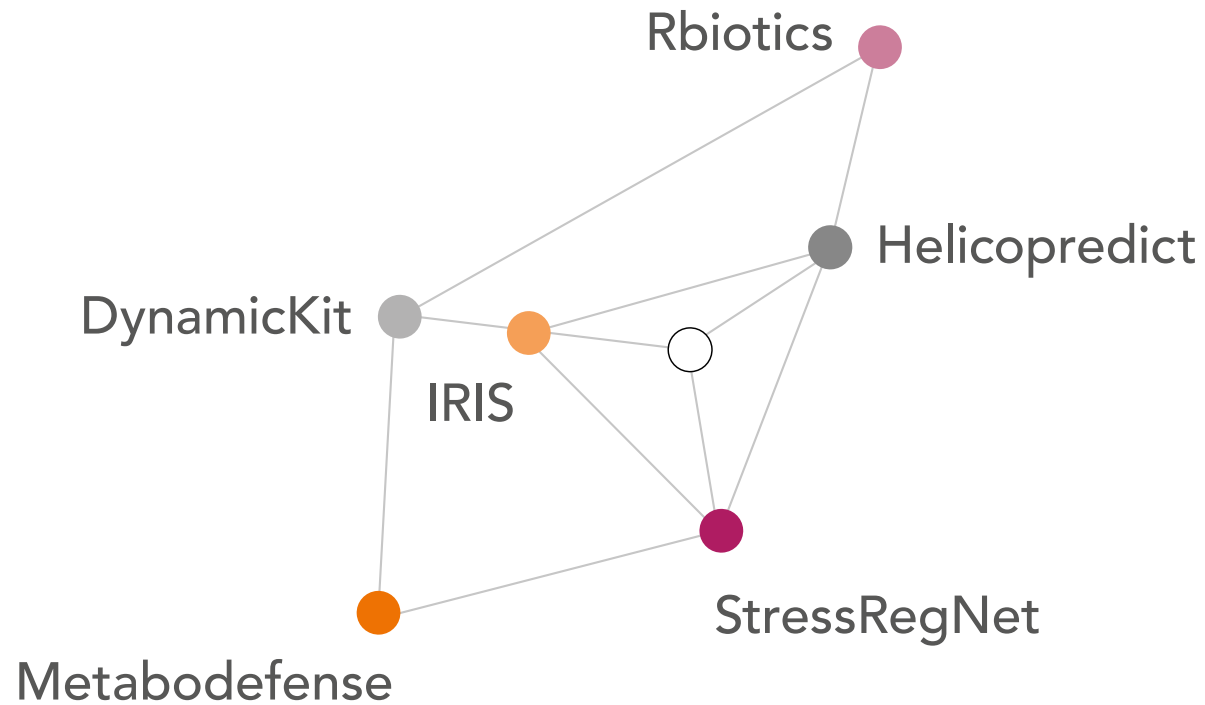 Rbiotics
Helicopredict
DynamicKit
IRIS
StressRegNet
Metabodefense